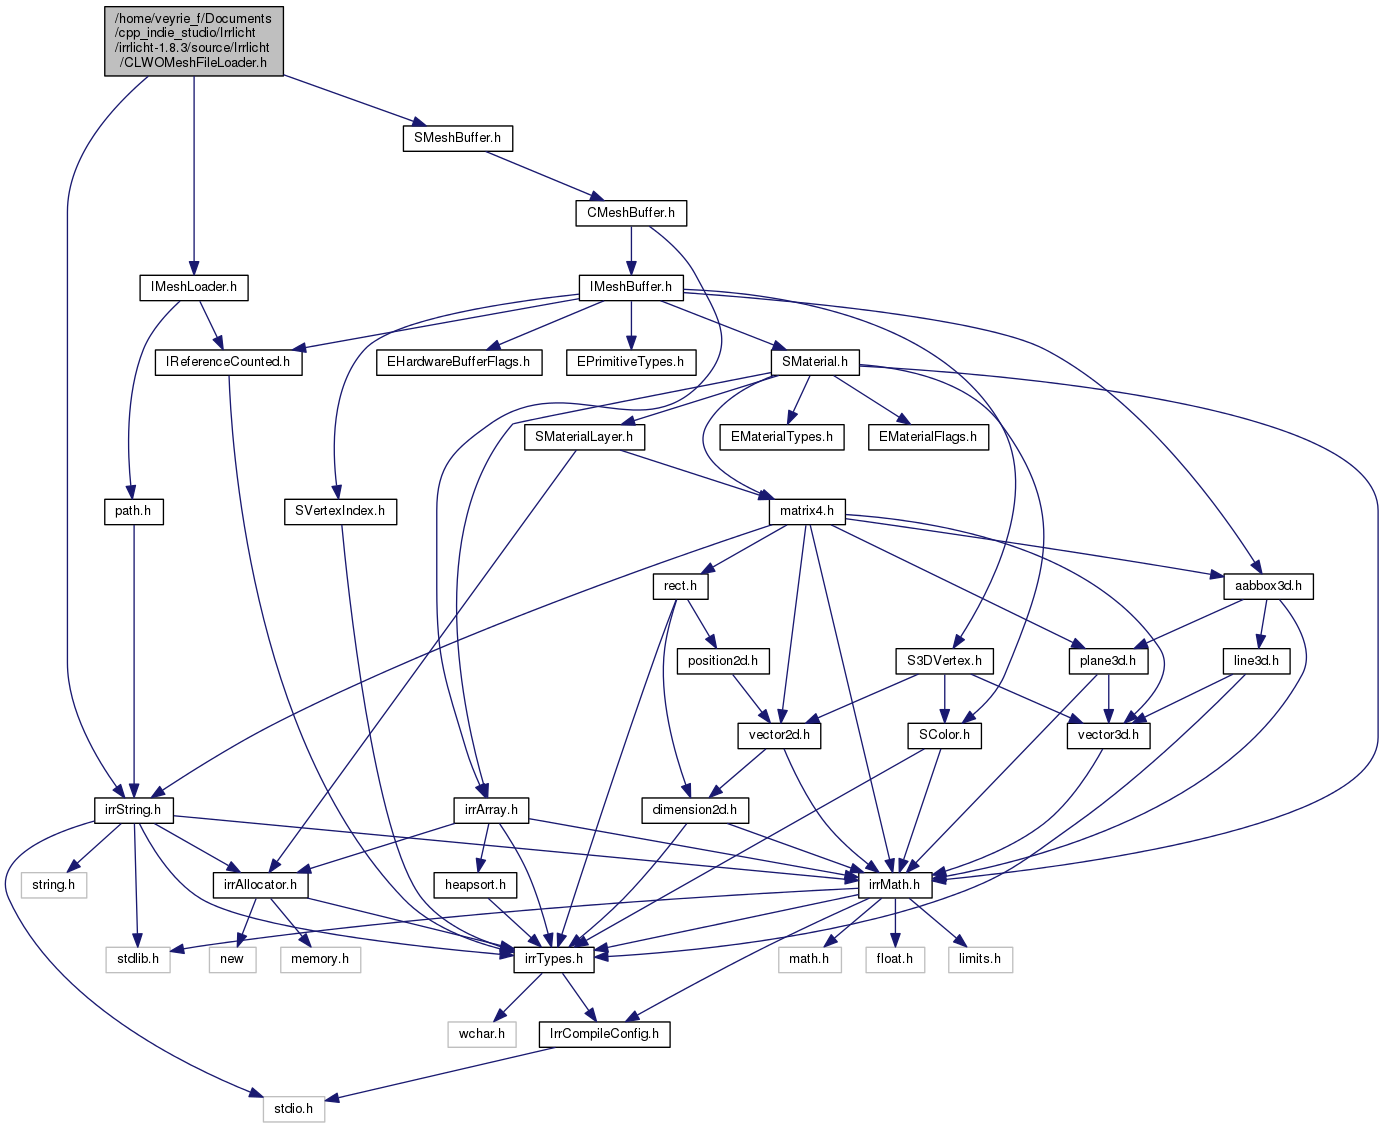 /home/veyrie_f/Documents
/cpp_indie_studio/Irrlicht
/irrlicht-1.8.3/source/Irrlicht
/CLWOMeshFileLoader.h
SMeshBuffer.h
CMeshBuffer.h
IMeshLoader.h
IMeshBuffer.h
IReferenceCounted.h
EHardwareBufferFlags.h
EPrimitiveTypes.h
SMaterial.h
SMaterialLayer.h
EMaterialTypes.h
EMaterialFlags.h
path.h
SVertexIndex.h
matrix4.h
rect.h
aabbox3d.h
position2d.h
S3DVertex.h
plane3d.h
line3d.h
vector2d.h
SColor.h
vector3d.h
irrString.h
irrArray.h
dimension2d.h
string.h
irrAllocator.h
heapsort.h
irrMath.h
stdlib.h
new
memory.h
irrTypes.h
math.h
float.h
limits.h
wchar.h
IrrCompileConfig.h
stdio.h